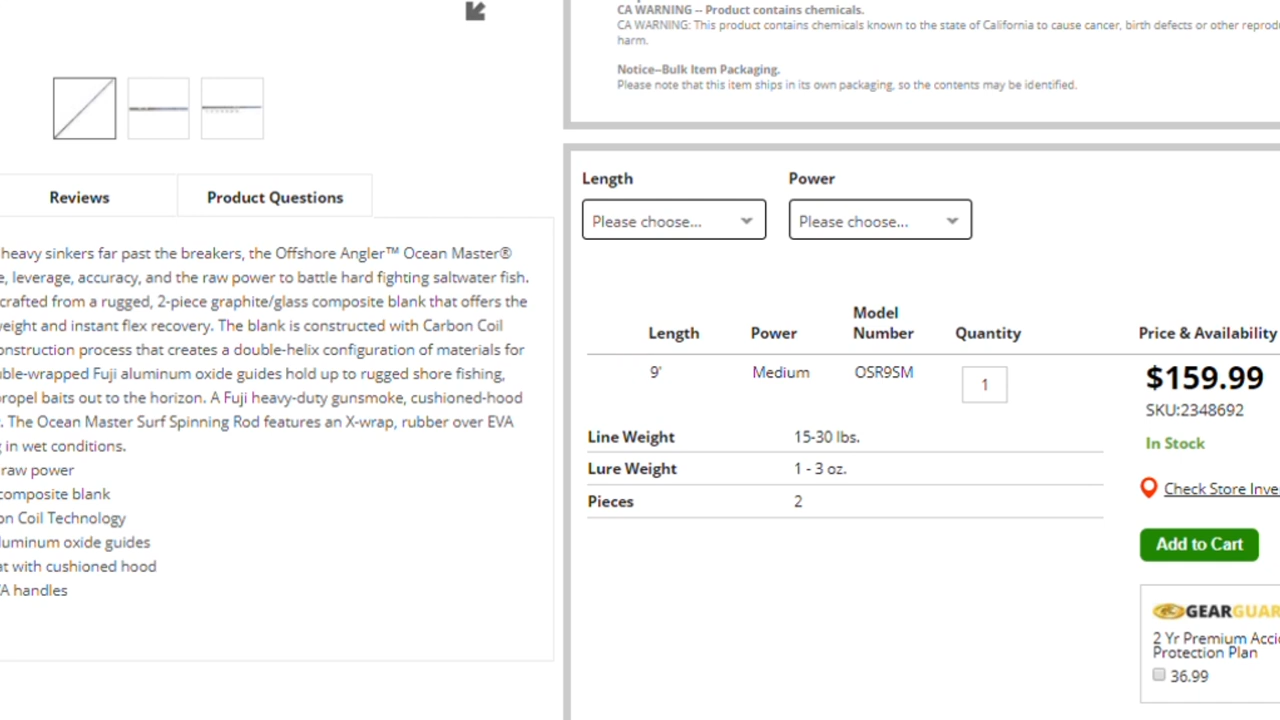 Reviews
Product Questions
heavy sinkers far past the breakers, the Offshore Angler™ Ocean Master®
e, leverage, accuracy, and the raw power to battle hard fighting saltwater fish.
crafted from a rugged, 2-piece graphite/glass composite blank that offers the
weight and instant flex recovery. The blank is constructed with Carbon Coil
onstruction process that creates a double-helix configuration of materials for
ble-wrapped Fuji aluminum oxide guides hold up to rugged shore fishing,
propel baits out to the horizon. A Fuji heavy-duty gunsmoke, cushioned-hood
. The Ocean Master Surf Spinning Rod features an X-wrap, rubber over EVA
g in wet conditions.
raw power
composite blank
on Coil Technology
luminum oxide guides
at with cushioned hood
VA handles
CA WARNING -- Product contains chemicals.
CA WARNING: This product contains chemicals known to the state of California to cause cancer, birth defects or other reprod
harm.
Notice--Bulk Item Packaging.
Please note that this item ships in its own packaging, so the contents may be identified.
Length Power
Please choose... Please choose...
Length Power Model Number Quantity Price & Availability
9' Medium OSR9SM 1 $159.99
SKU:2348692
In Stock
Line Weight 15-30 lbs.
Lure Weight 1 - 3 oz.
Pieces 2
Check Store Inve
Add to Cart
GEARGUAR
2 Yr Premium Acci
Protection Plan
36.99